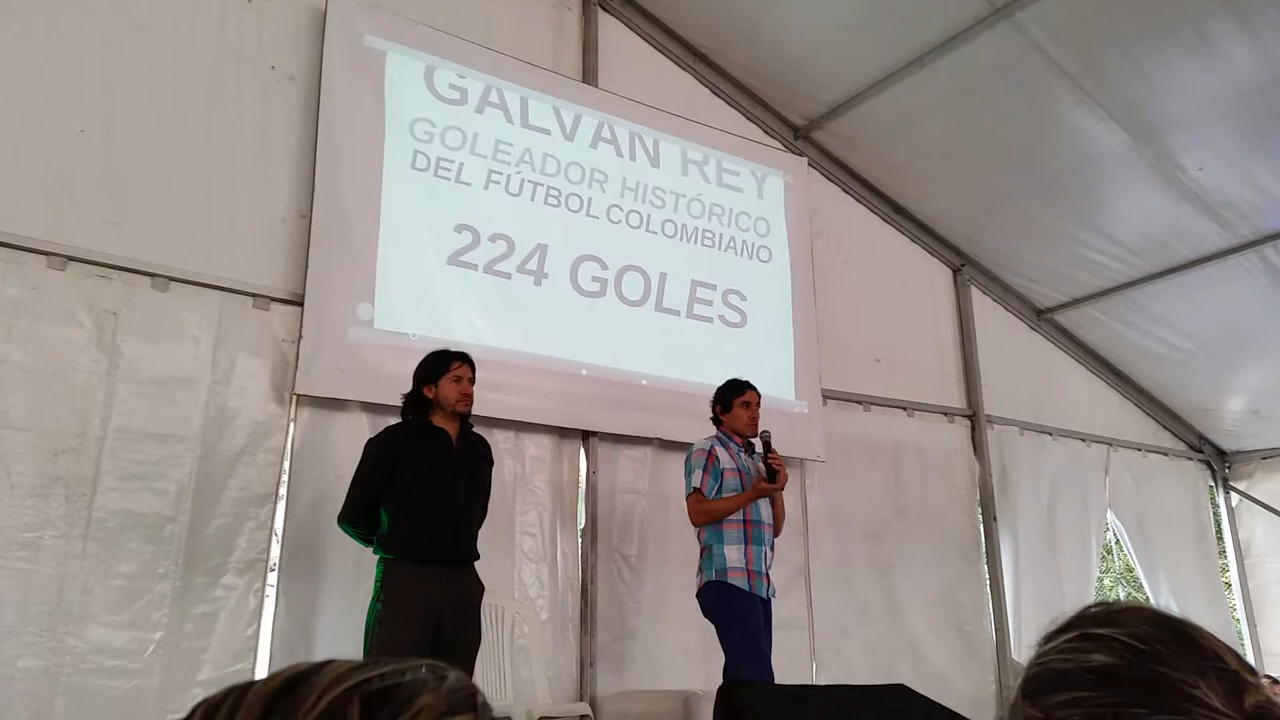 GALVAN REY
GOLEADOR HISTÓRICO
DEL FÚTBOL COLOMBIANO
224 GOLES